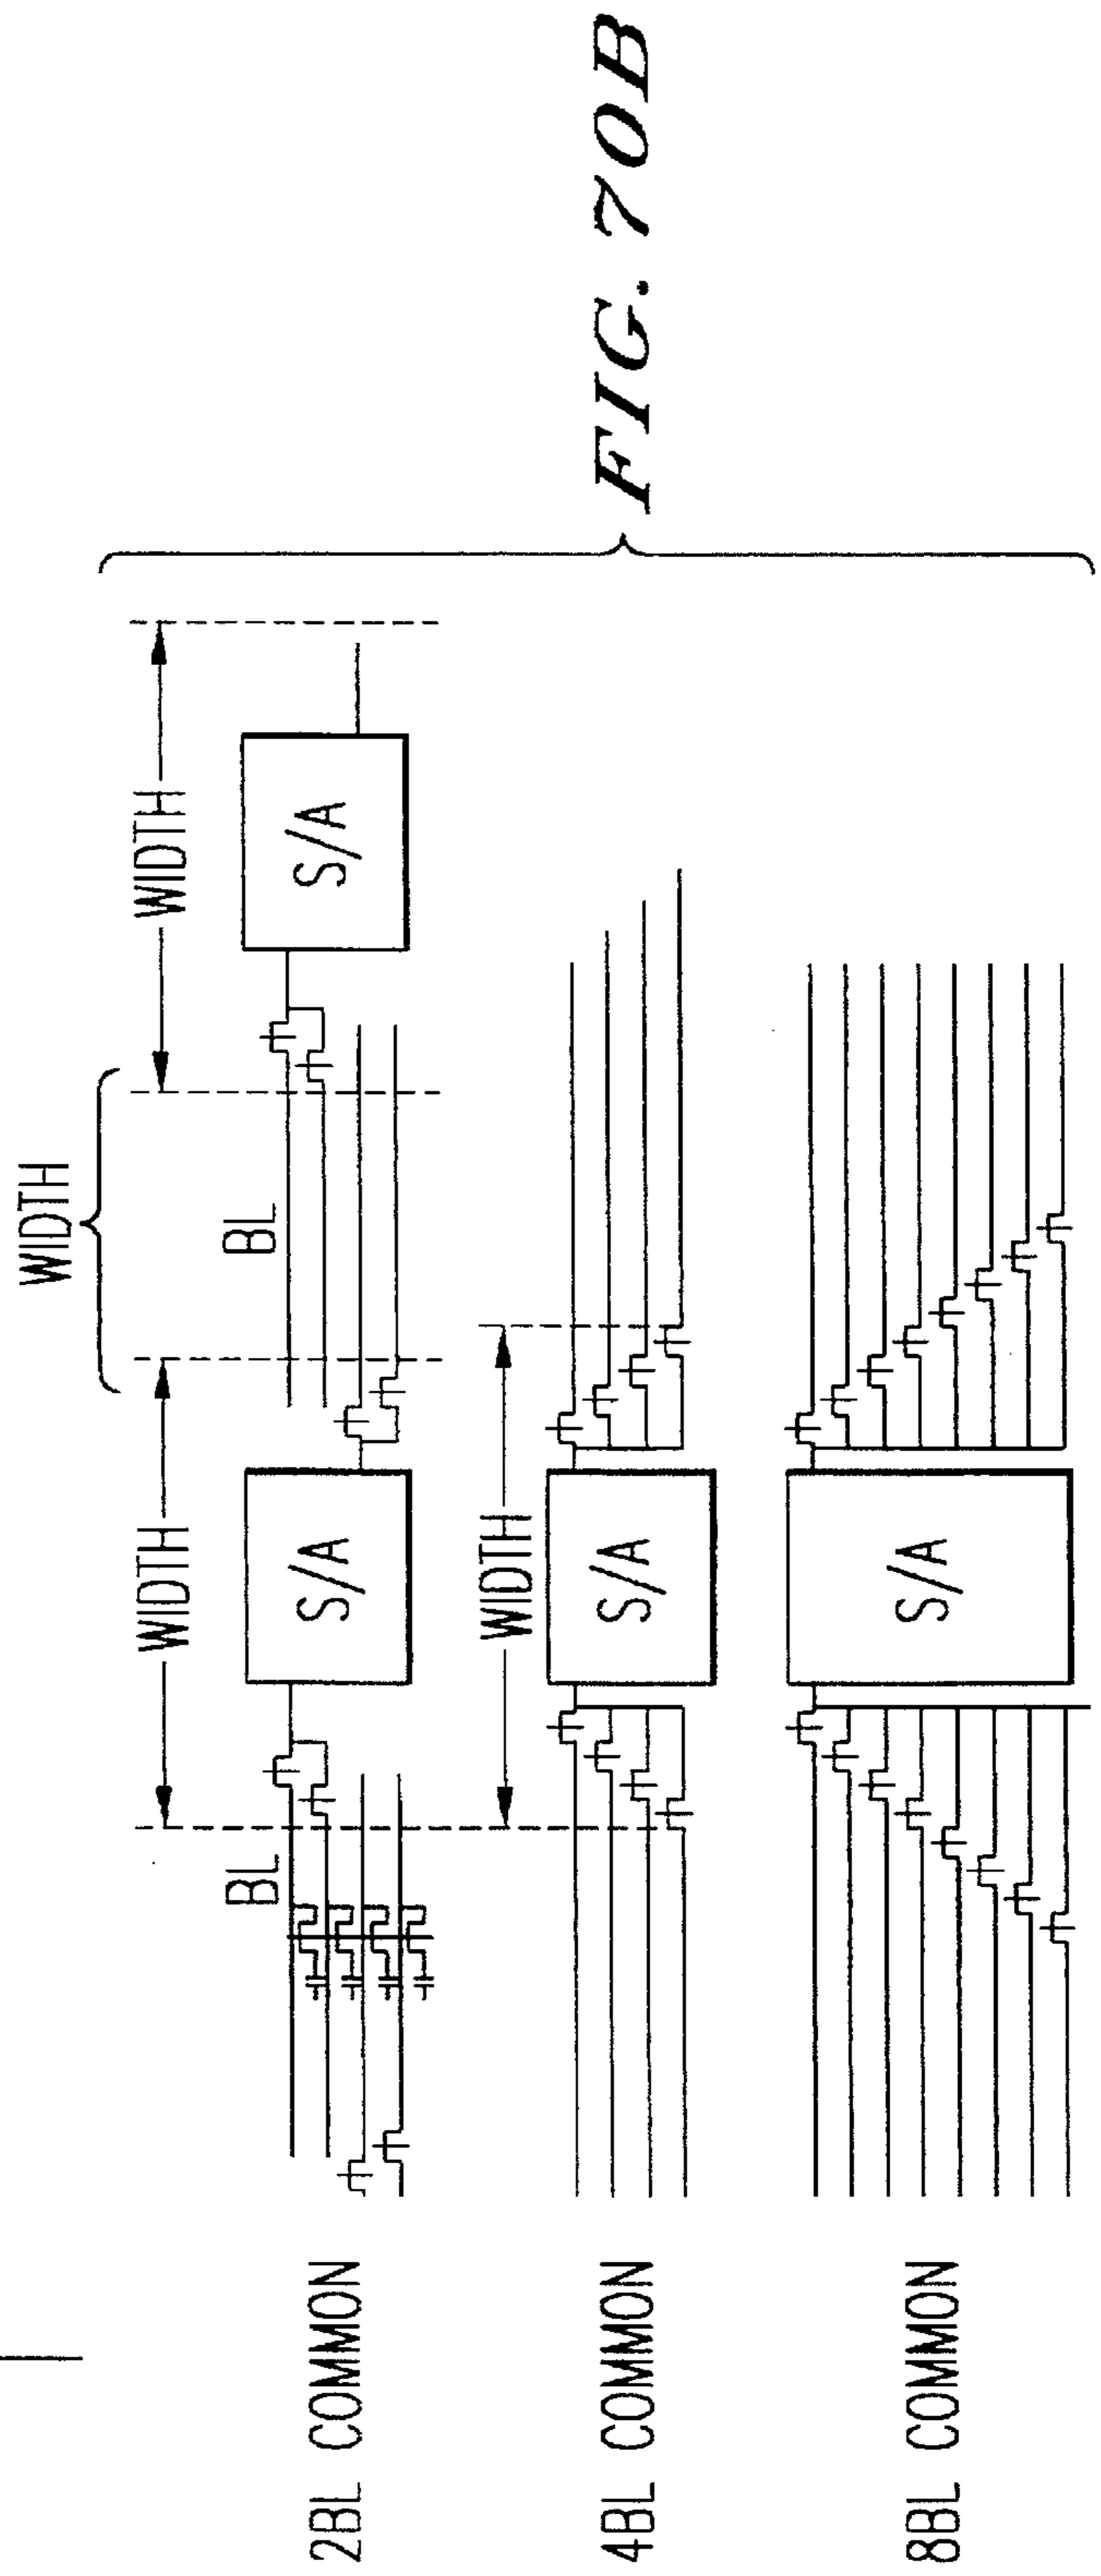 WIDTH
WIDTH
WIDTH
2BL COMMON
BL
S/A
BL
S/A
WIDTH
4BL COMMON
S/A
8BL COMMON
S/A
FIG. 70B